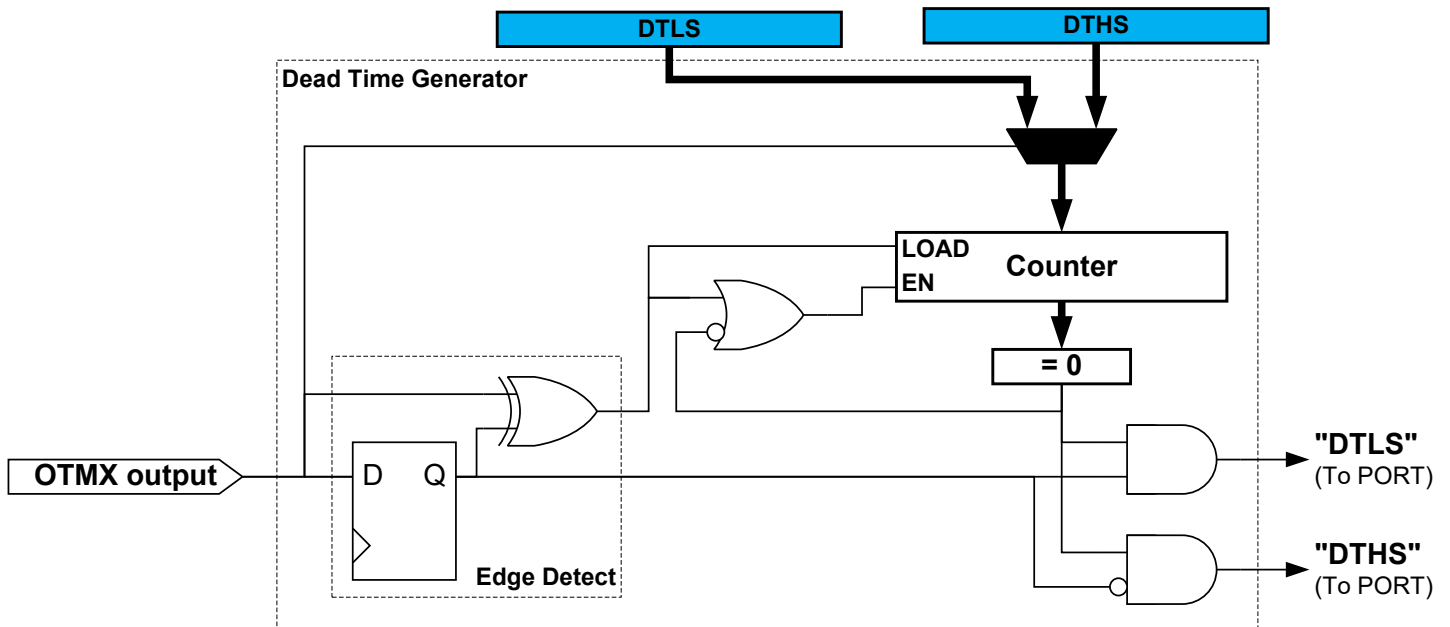 DTLS
DTHS
Dead Time Generator
LOAD
Counter
EN
= 0
OTMX output
D
Q
Edge Detect
"DTLS"
(To PORT)
"DTHS"
(To PORT)